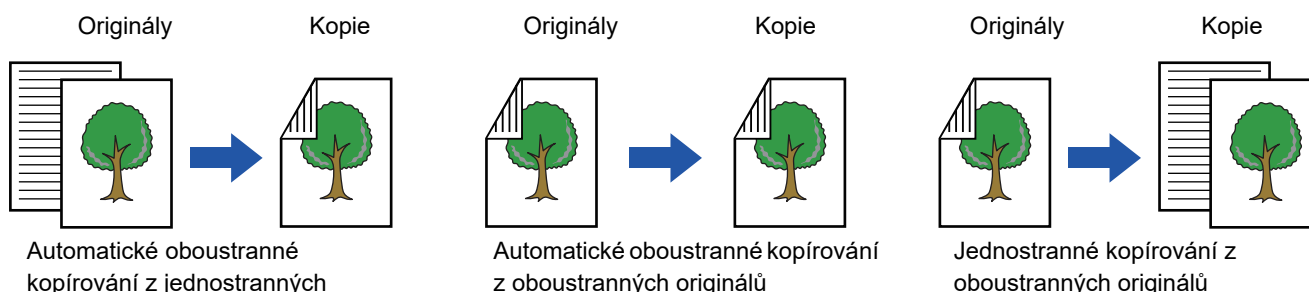 Originály
Kopie
Originály
Kopie
Originály
Kopie
Automatické oboustranné
kopírování z jednostranných
Automatické oboustranné kopírování
z oboustranných originálů
Jednostranné kopírování z
oboustranných originálů